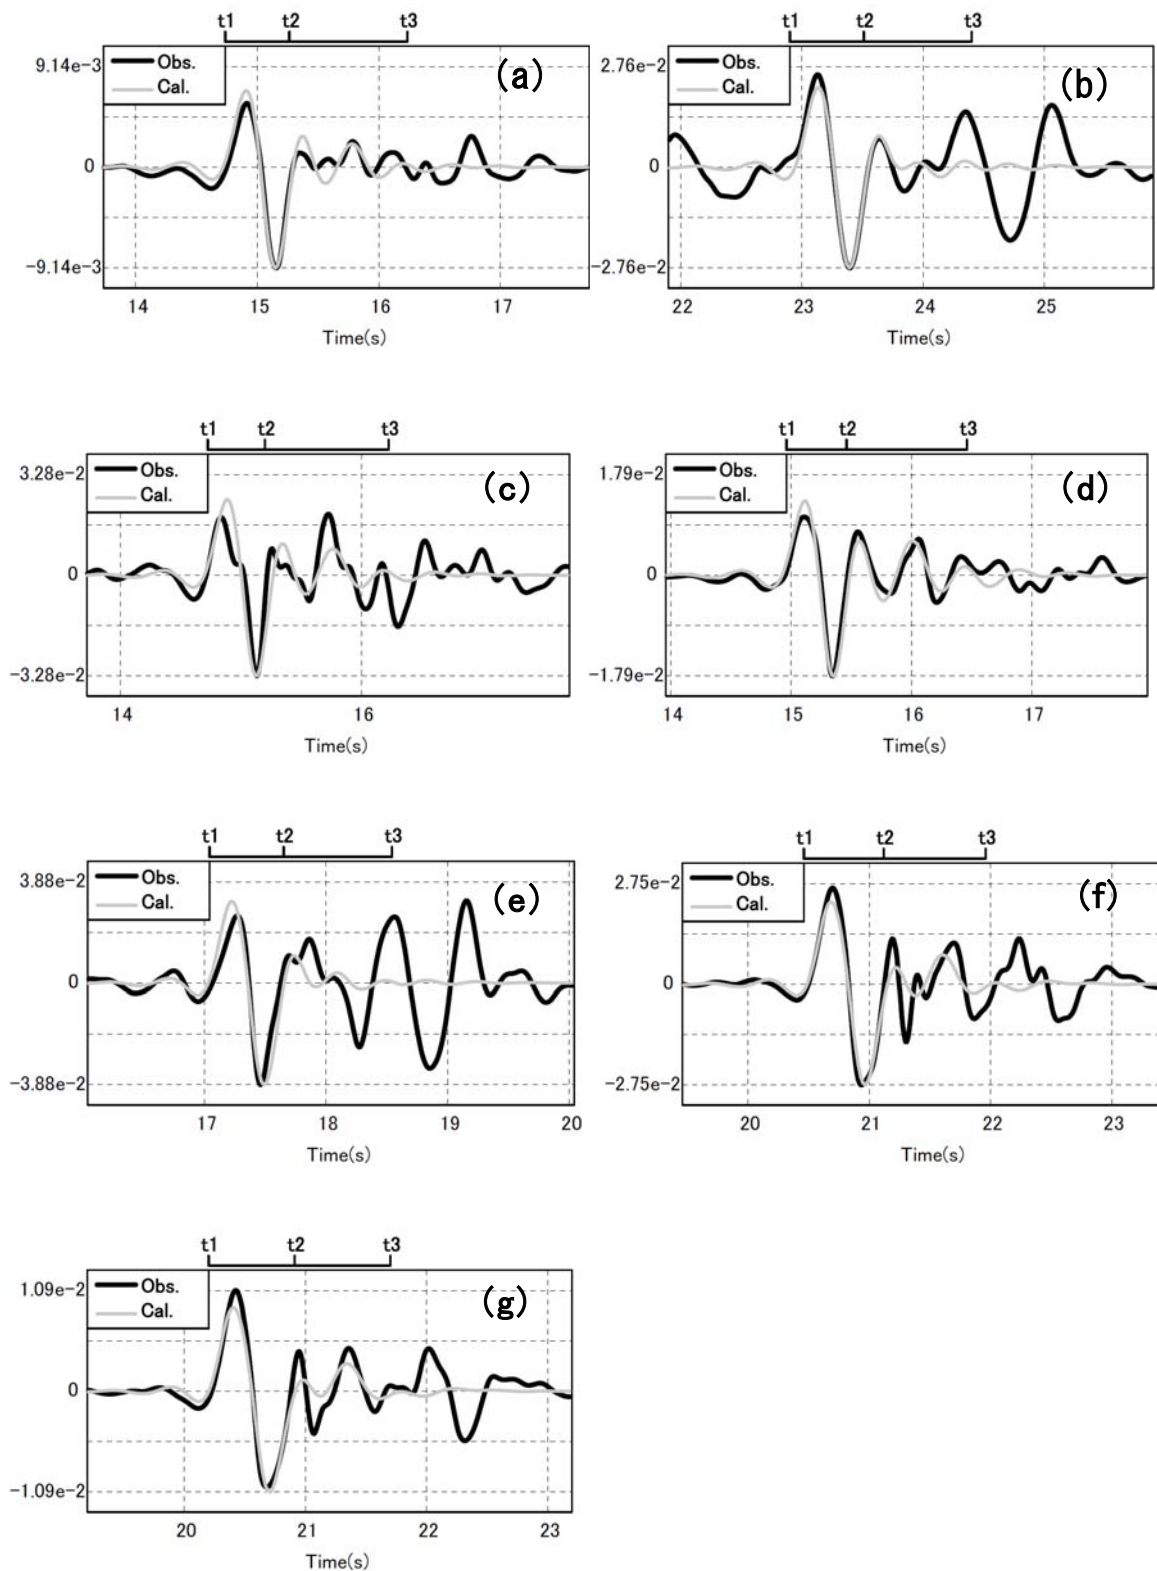 t1 t2 t3
9.14e-3
Obs.
Cal.
(a)
0
-9.14e-3
14 15 16 17
Time(s)
t1 t2 t3
2.76e-2
Obs.
Cal.
(b)
0
-2.76e-2
22 23 24 25
Time(s)
t1 t2 t3
3.28e-2
Obs.
Cal.
(c)
0
-3.28e-2
14 16
Time(s)
t1 t2 t3
1.79e-2
Obs.
Cal.
(d)
0
-1.79e-2
14 15 16 17
Time(s)
t1 t2 t3
3.88e-2
Obs.
Cal.
(e)
0
-3.88e-2
17 18 19 20
Time(s)
t1 t2 t3
2.75e-2
Obs.
Cal.
(f)
0
-2.75e-2
20 21 22 23
Time(s)
t1 t2 t3
1.09e-2
Obs.
Cal.
(g)
0
-1.09e-2
20 21 22 23
Time(s)